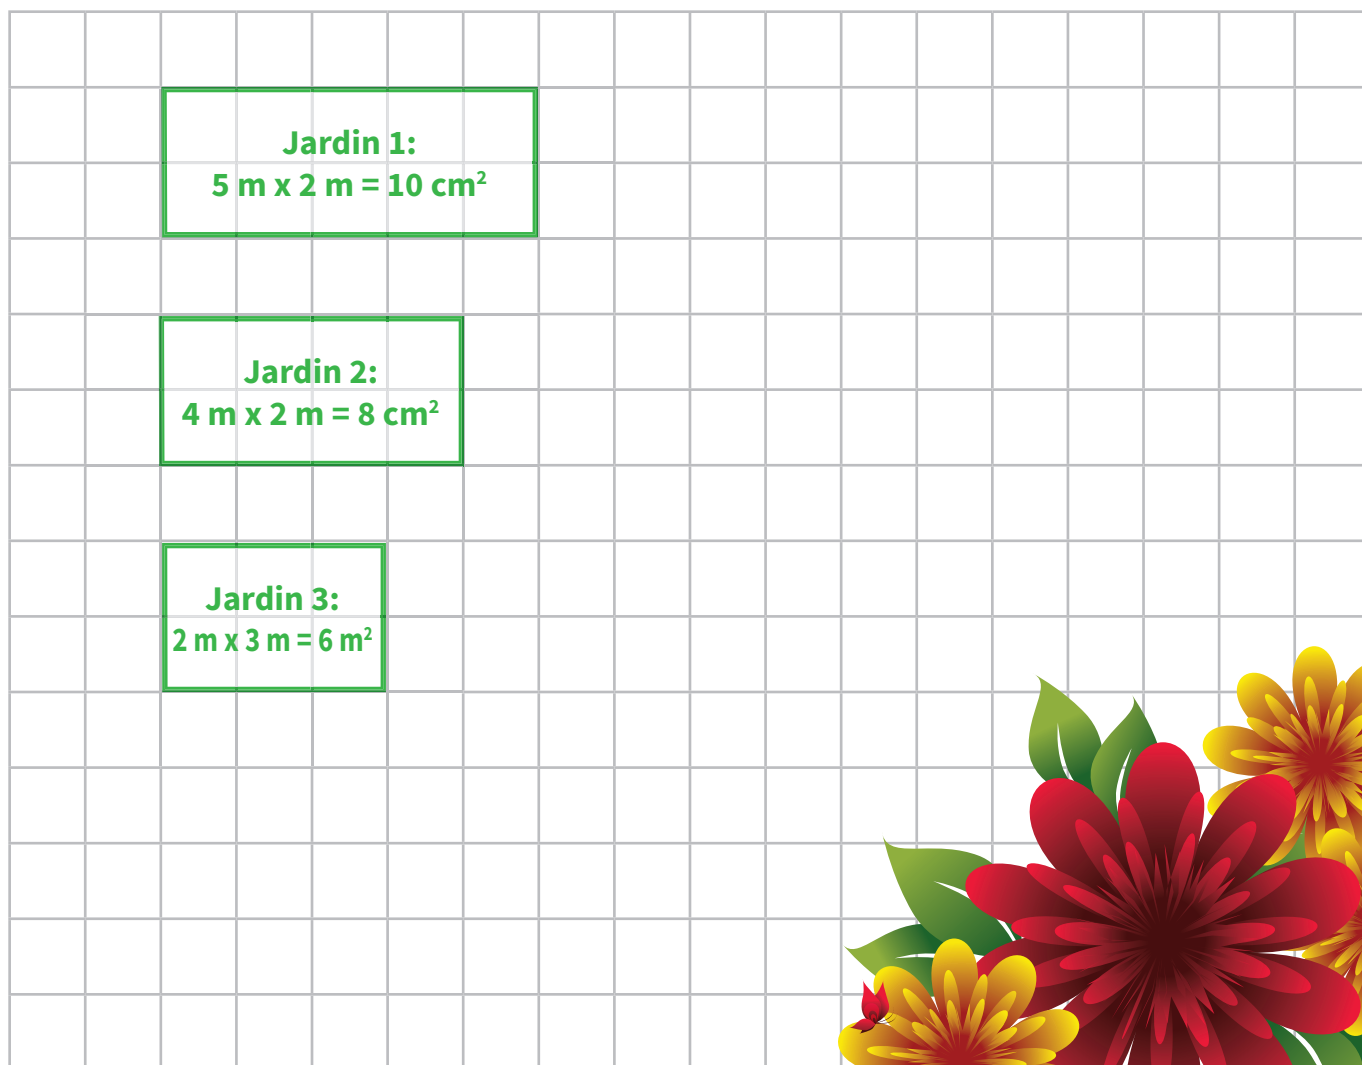 Jardin 1:
5 m x 2 m = 10 cm²
Jardin 2:
4 m x 2 m = 8 cm²
Jardin 3:
2 m x 3 m = 6 m²